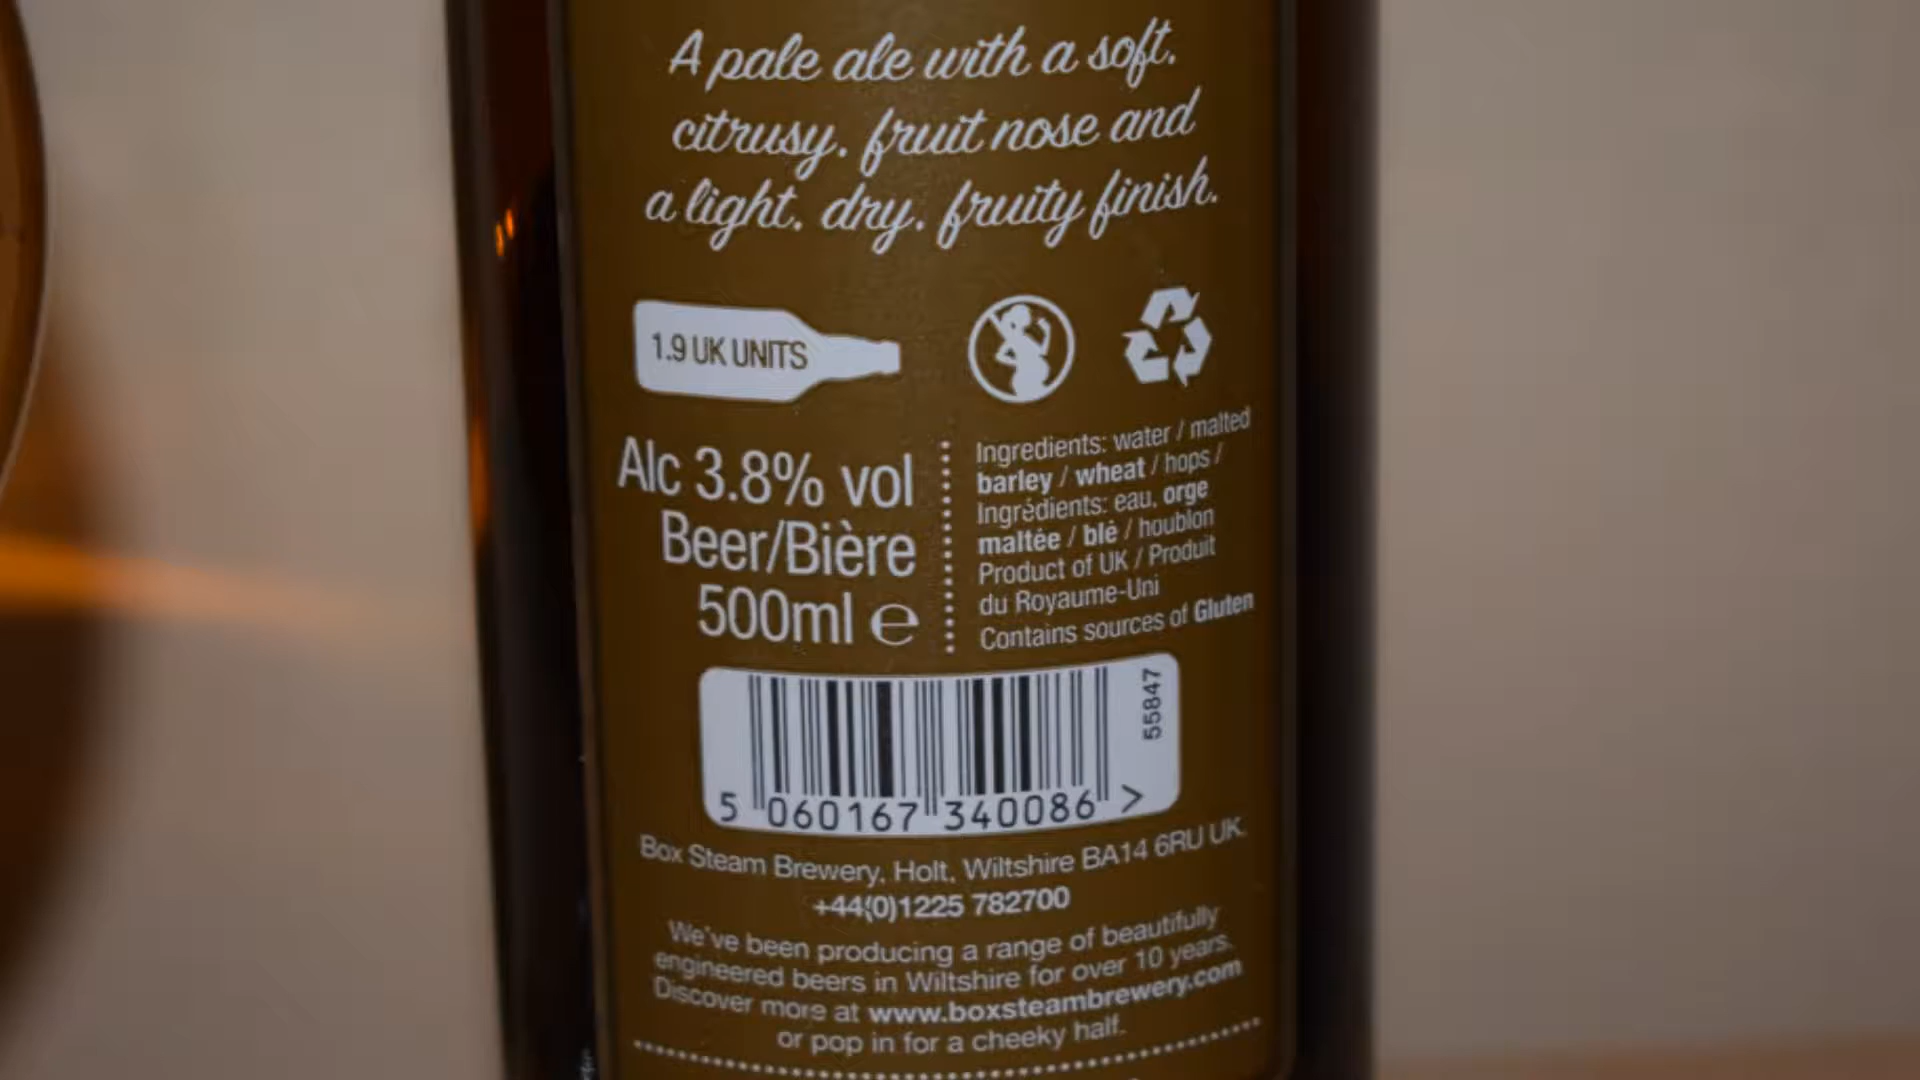 A pale ale with a soft,
citrusy, fruit nose and
a light, dry, fruity finish.
1.9 UK UNITS
Alc 3.8% vol
Beer/Bière
500ml ℮
Ingredients: water / malted
barley / wheat / hops /
Ingrédients: eau, orge
maltée / blé / houblon
Product of UK / Produit
du Royaume-Uni
Contains sources of Gluten
55847
5 060167 340086 >
Box Steam Brewery, Holt, Wiltshire BA14 6RU UK.
+44(0)1225 782700
We've been producing a range of beautifully
engineered beers in Wiltshire for over 10 years.
Discover more at www.boxsteambrewery.com
or pop in for a cheeky half.